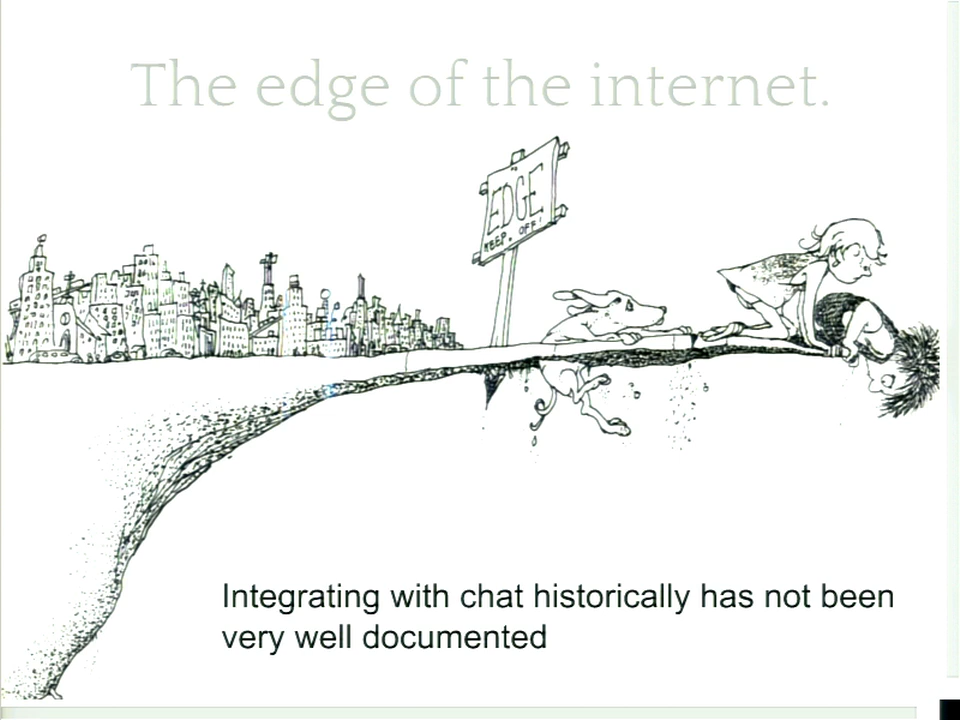 The edge of the internet.
EDGE
KEEP OFF!
Integrating with chat historically has not been
very well documented